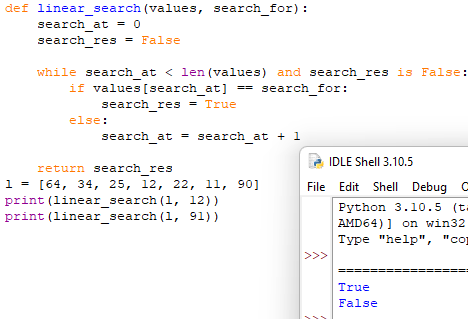 def linear_search(values, search_for):
    search_at = 0
    search_res = False

    while search_at < len(values) and search_res is False:
        if values[search_at] == search_for:
            search_res = True
        else:
            search_at = search_at + 1

    return search_res
l = [64, 34, 25, 12, 22, 11, 90]
print(linear_search(l, 12))
print(linear_search(l, 91))
IDLE Shell 3.10.5
File Edit Shell Debug
Python 3.10.5
AMD64)] on win32
Type "help",
>>>
=================
True
False
>>>